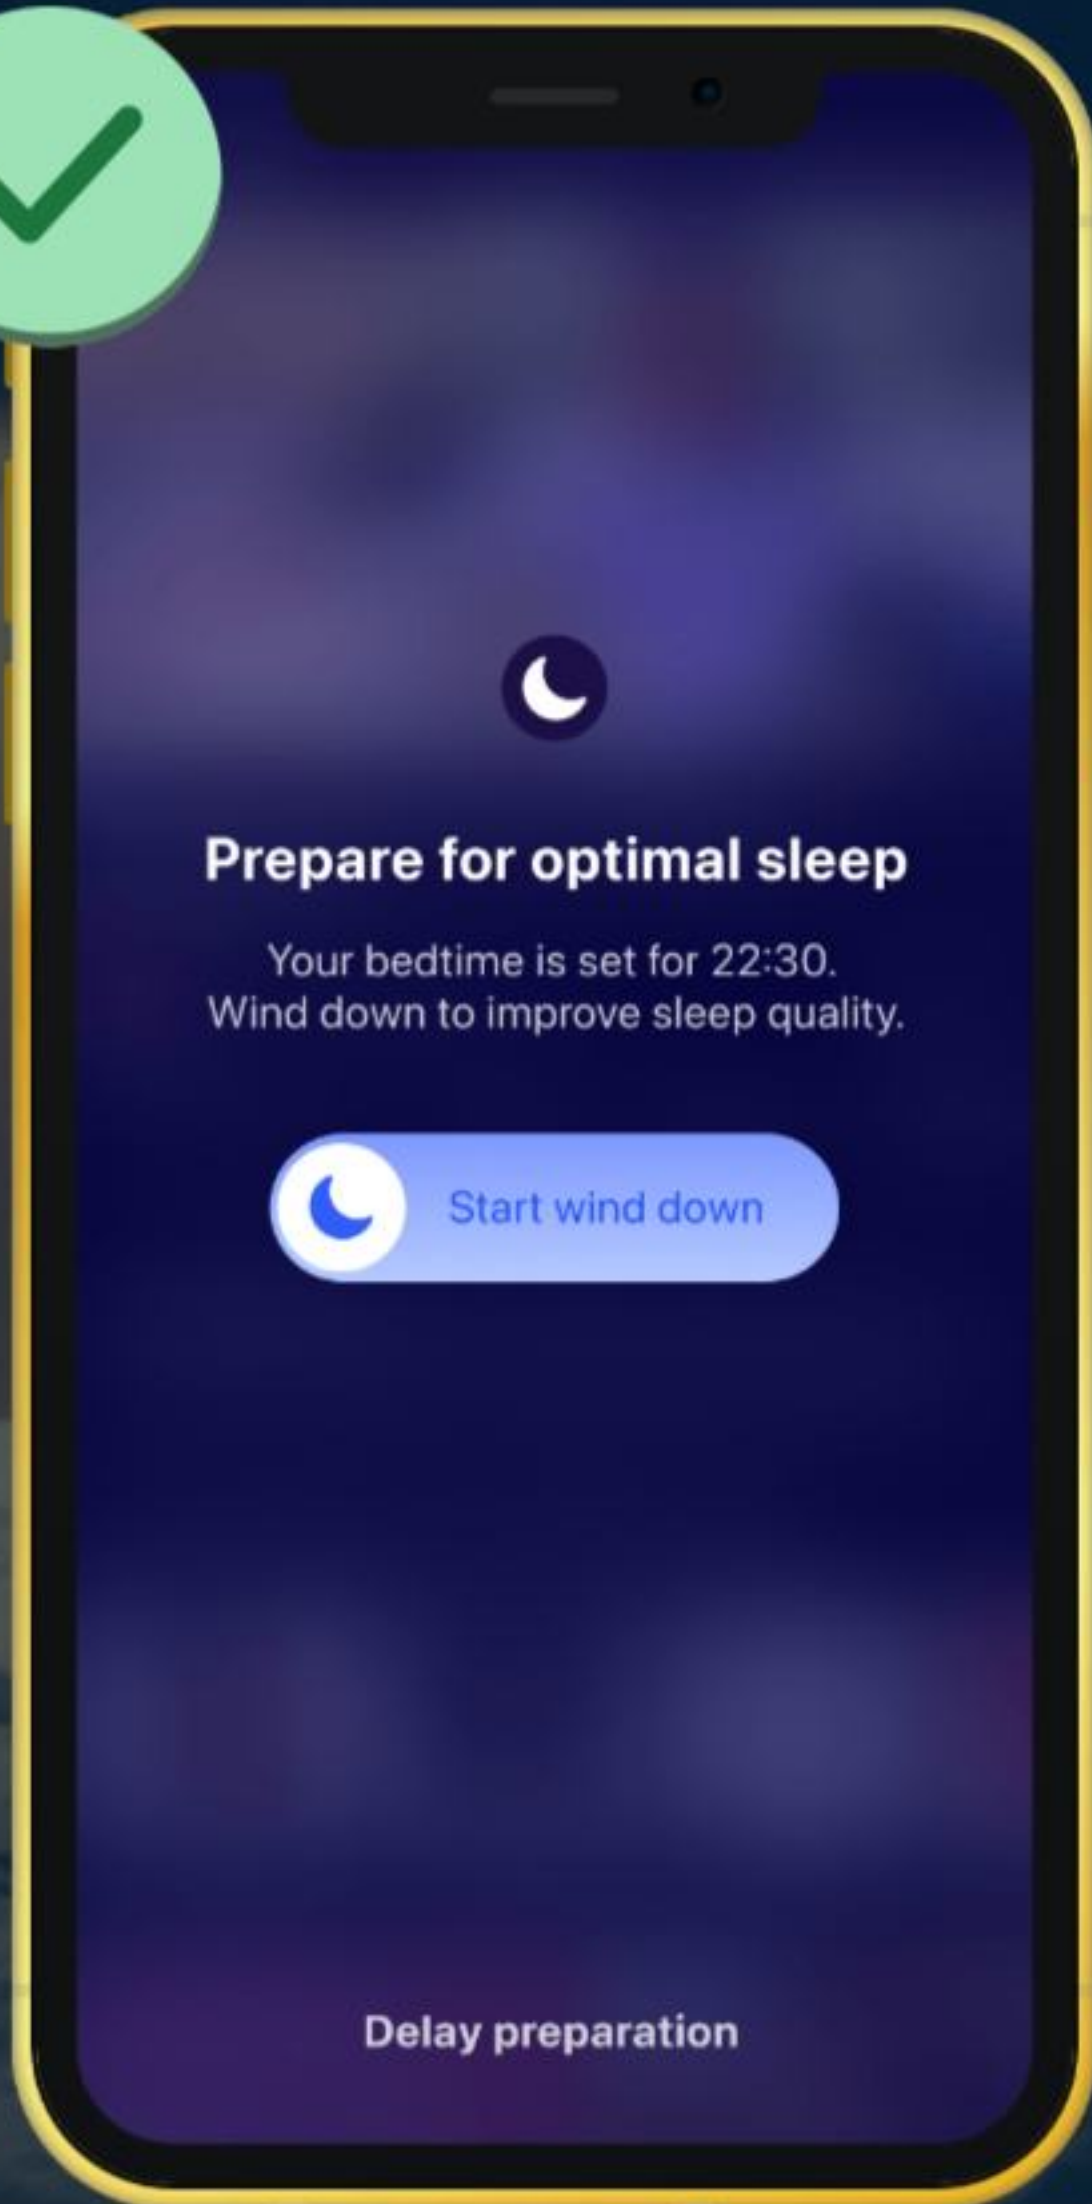 Prepare for optimal sleep
Your bedtime is set for 22:30.
Wind down to improve sleep quality.
Start wind down
Delay preparation